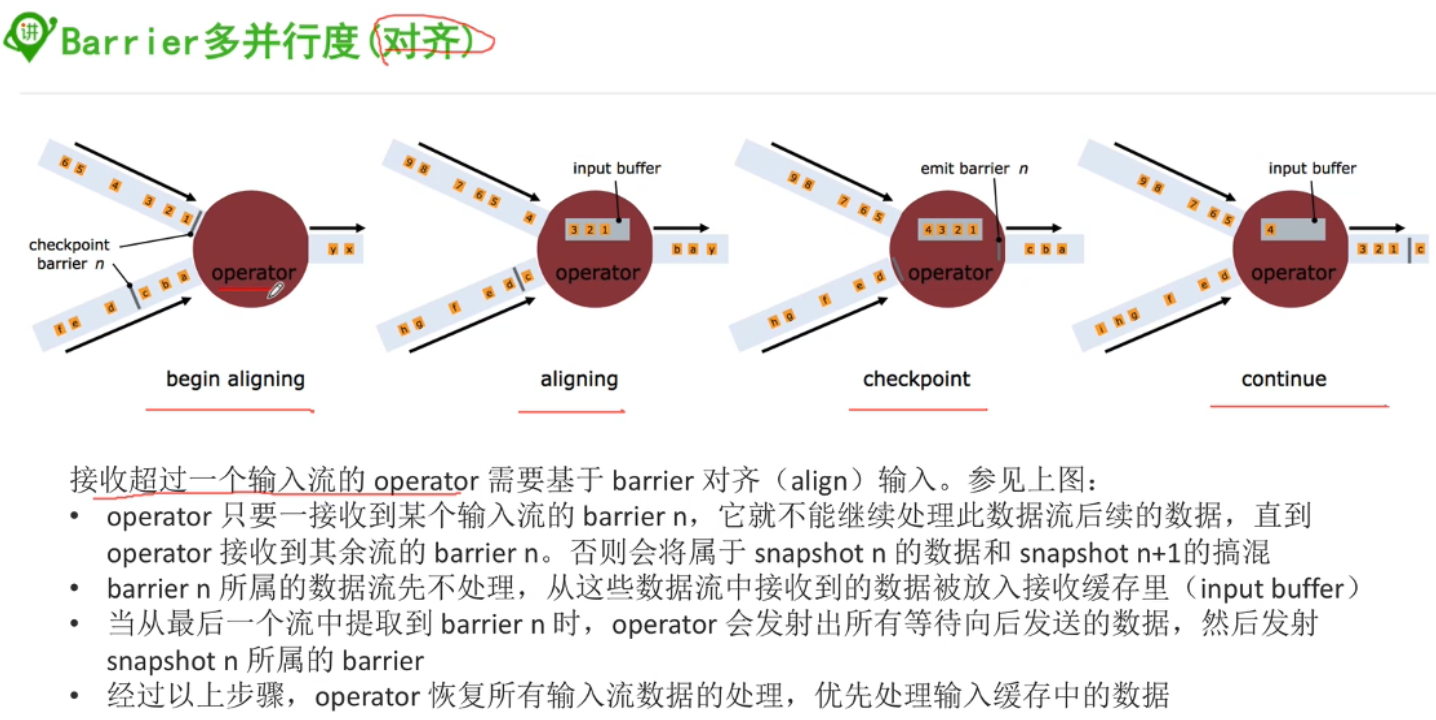 讲
Barrier多并行度(对齐)
6 5 4 3 2 1
checkpoint
barrier n
f e d c b a
operator
y x
begin aligning
9 8 7 6 5 4
input buffer
3 2 1
operator
h g f e d c
b a y
aligning
9 8 7 6 5
emit barrier n
4 3 2 1
operator
h g f e d
c b a
checkpoint
9 8 7 6 5
input buffer
4
operator
i h g f e d
3 2 1 c
continue
接收超过一个输入流的 operator 需要基于 barrier 对齐（align）输入。参见上图：
• operator 只要一接收到某个输入流的 barrier n，它就不能继续处理此数据流后续的数据，直到
operator 接收到其余流的 barrier n。否则会将属于 snapshot n 的数据和 snapshot n+1的搞混
• barrier n 所属的数据流先不处理，从这些数据流中接收到的数据被放入接收缓存里（input buffer）
• 当从最后一个流中提取到 barrier n 时，operator 会发射出所有等待向后发送的数据，然后发射
snapshot n 所属的 barrier
• 经过以上步骤，operator 恢复所有输入流数据的处理，优先处理输入缓存中的数据